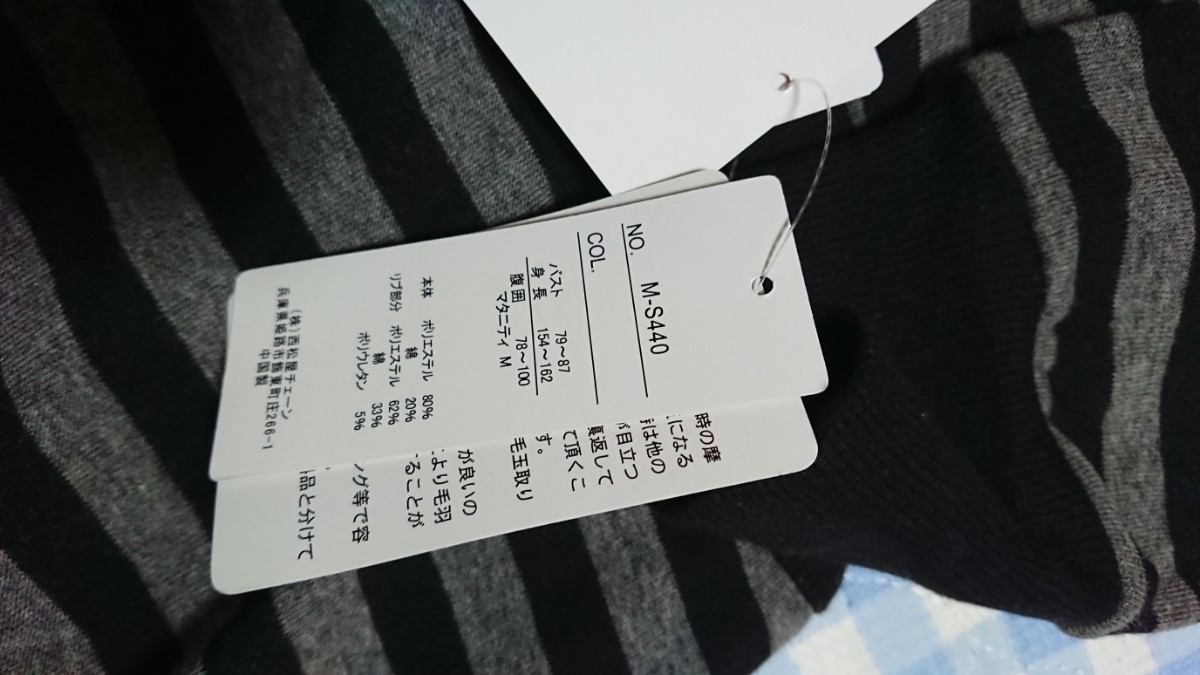 NO. M-S440
COL.
バスト 79～87
身長 154～162
腹囲 78～100
マタニティ M
本体 ポリエステル 80%
綿 20%
リブ部分 ポリエステル 62%
綿 33%
ポリウレタン 5%
(株)西松屋チェーン
兵庫県姫路市飾東町庄266-1
中国製
時の摩
になる
は他の
目立つ
返して
て頂くこ
す。
毛玉取り
が良いの
より毛羽
ることが
ング等で容
品と分けて